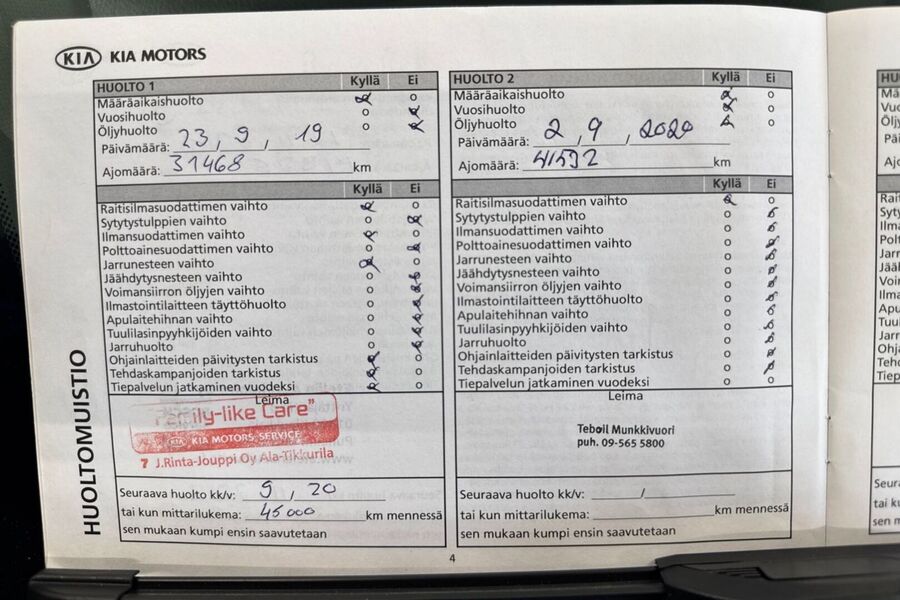 KIA KIA MOTORS
HUOLTO 1 Kyllä Ei
Määräaikaishuolto
Vuosihuolto
Öljyhuolto
Päivämäärä: 23, 9, 19
Ajomäärä: 31468 km
Kyllä Ei
Raitisilmasuodattimen vaihto
Sytytystulppien vaihto
Ilmansuodattimen vaihto
Polttoainesuodattimen vaihto
Jarrunesteen vaihto
Jäähdytysnesteen vaihto
Voimansiirron öljyjen vaihto
Ilmastointilaitteen täyttöhuolto
Apulaitehihnan vaihto
Tuulilasinpyyhkijöiden vaihto
Jarruhuolto
Ohjainlaitteiden päivitysten tarkistus
Tehdaskampanjoiden tarkistus
Tiepalvelun jatkaminen vuodeksi
Leima
Family-like Care"
KIA KIA MOTORS SERVICE
7 J.Rinta-Jouppi Oy Ala-Tikkurila
Seuraava huolto kk/v: 9 / 20
tai kun mittarilukema: 45000 km mennessä
sen mukaan kumpi ensin saavutetaan
HUOLTO 2 Kyllä Ei
Määräaikaishuolto
Vuosihuolto
Öljyhuolto
Päivämäärä: 2, 9, 2020
Ajomäärä: km
Kyllä Ei
Raitisilmasuodattimen vaihto
Sytytystulppien vaihto
Ilmansuodattimen vaihto
Polttoainesuodattimen vaihto
Jarrunesteen vaihto
Jäähdytysnesteen vaihto
Voimansiirron öljyjen vaihto
Ilmastointilaitteen täyttöhuolto
Apulaitehihnan vaihto
Tuulilasinpyyhkijöiden vaihto
Jarruhuolto
Ohjainlaitteiden päivitysten tarkistus
Tehdaskampanjoiden tarkistus
Tiepalvelun jatkaminen vuodeksi
Leima
Teboil Munkkivuori
puh. 09-565 5800
Seuraava huolto kk/v: /
tai kun mittarilukema: km mennessä
sen mukaan kumpi ensin saavutetaan
HUOLTOMUISTIO
4